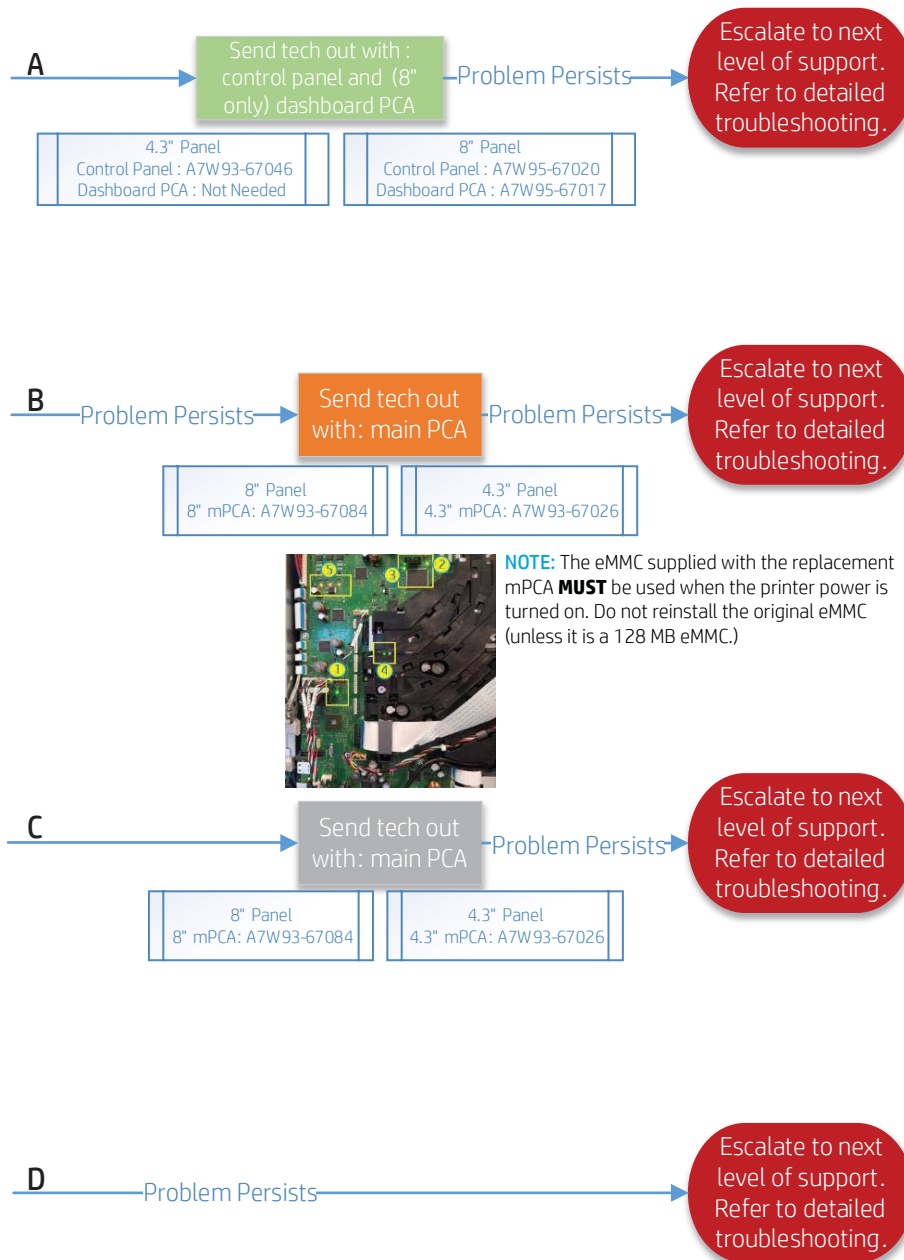 A
Send tech out with :
control panel and (8"
only) dashboard PCA
Problem Persists
Escalate to next
level of support.
Refer to detailed
troubleshooting.
4.3" Panel
Control Panel : A7W93-67046
Dashboard PCA : Not Needed
8" Panel
Control Panel : A7W95-67020
Dashboard PCA : A7W95-67017
B
Problem Persists
Send tech out
with: main PCA
Problem Persists
Escalate to next
level of support.
Refer to detailed
troubleshooting.
8" Panel
8" mPCA: A7W93-67084
4.3" Panel
4.3" mPCA: A7W93-67026
5
3
2
1
4
NOTE: The eMMC supplied with the replacement
mPCA MUST be used when the printer power is
turned on. Do not reinstall the original eMMC
(unless it is a 128 MB eMMC.)
C
Send tech out
with: main PCA
Problem Persists
Escalate to next
level of support.
Refer to detailed
troubleshooting.
8" Panel
8" mPCA: A7W93-67084
4.3" Panel
4.3" mPCA: A7W93-67026
D
Problem Persists
Escalate to next
level of support.
Refer to detailed
troubleshooting.